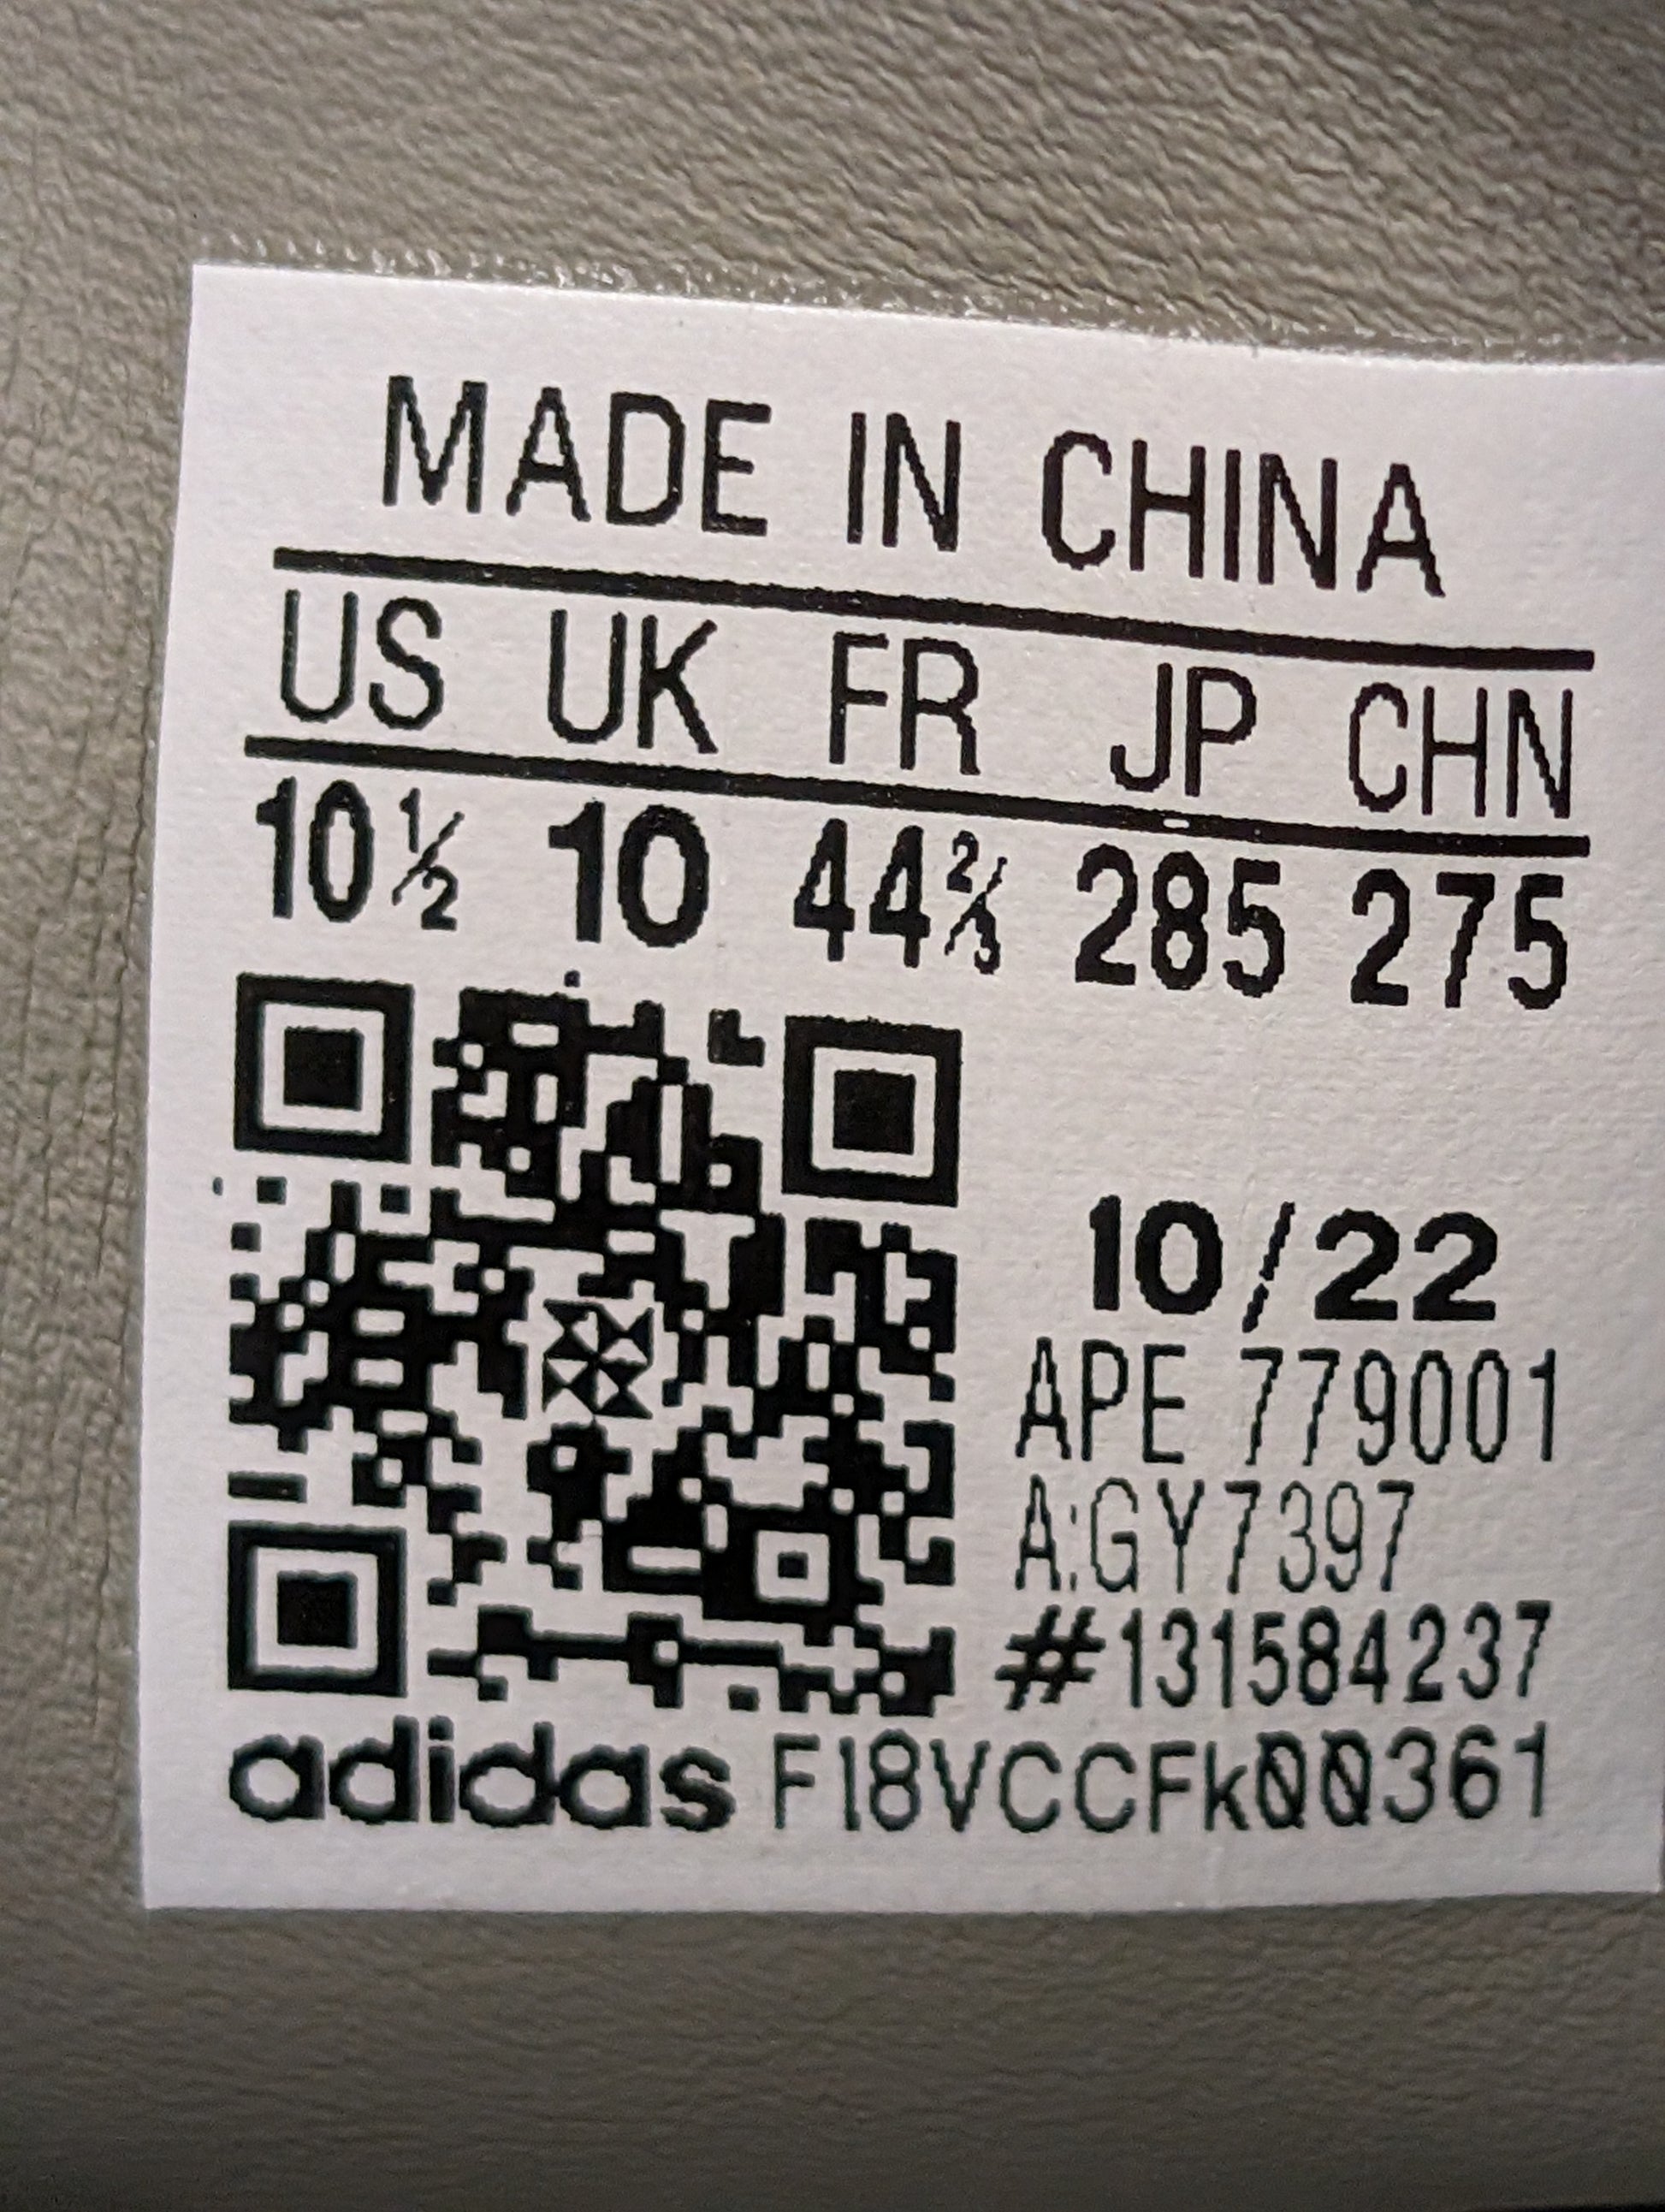 MADE IN CHINA
US UK FR JP CHN
10½ 10 44⅔ 285 275
10/22
APE 779001
A:GY7397
#131584237
adidas F18VCCFk00361